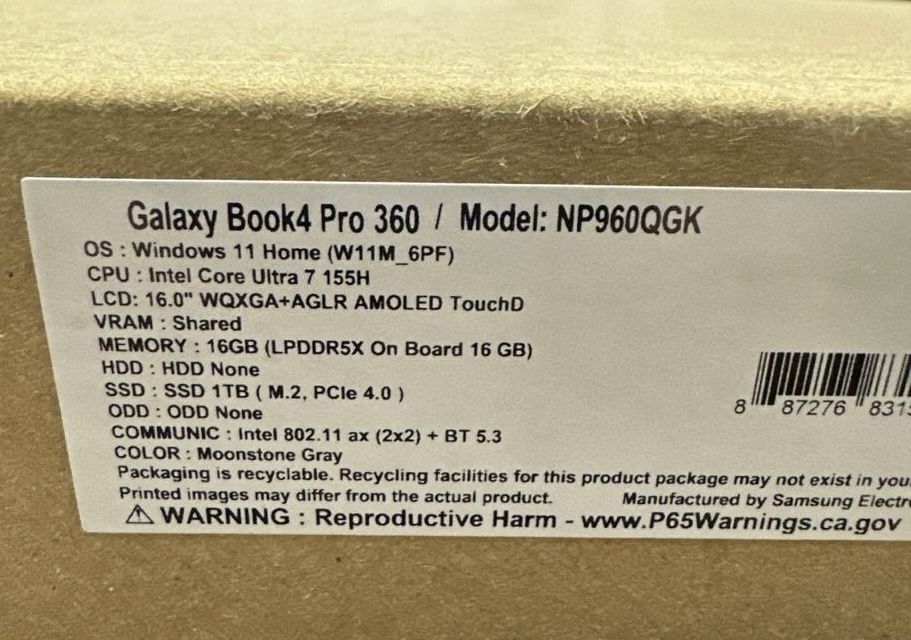 Galaxy Book4 Pro 360 / Model: NP960QGK
OS : Windows 11 Home (W11M_6PF)
CPU : Intel Core Ultra 7 155H
LCD: 16.0" WQXGA+AGLR AMOLED TouchD
VRAM : Shared
MEMORY : 16GB (LPDDR5X On Board 16 GB)
HDD : HDD None
SSD : SSD 1TB ( M.2, PCIe 4.0 )
ODD : ODD None
COMMUNIC : Intel 802.11 ax (2x2) + BT 5.3
COLOR : Moonstone Gray
8 87276 831
Packaging is recyclable. Recycling facilities for this product package may not exist in
Printed images may differ from the actual product. Manufactured by Samsung
⚠ WARNING : Reproductive Harm - www.P65Warnings.ca.gov